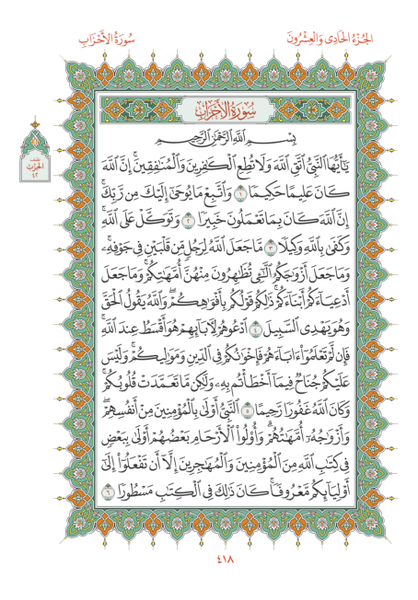 الجُزْءُ الحَادِى وَالعِشْرُونَ
سُورَةُ الأَحْزَابِ
سُورَةُ الأَحْزَابِ
بِسْمِ ٱللَّهِ ٱلرَّحْمَٰنِ ٱلرَّحِيمِ
يَٰٓأَيُّهَا ٱلنَّبِيُّ ٱتَّقِ ٱللَّهَ وَلَا تُطِعِ ٱلْكَٰفِرِينَ وَٱلْمُنَٰفِقِينَۚ إِنَّ ٱللَّهَ
كَانَ عَلِيمًا حَكِيمًا ١ وَٱتَّبِعْ مَا يُوحَىٰٓ إِلَيْكَ مِن رَّبِّكَۚ
إِنَّ ٱللَّهَ كَانَ بِمَا تَعْمَلُونَ خَبِيرًا ٢ وَتَوَكَّلْ عَلَى ٱللَّهِۚ
وَكَفَىٰ بِٱللَّهِ وَكِيلًا ٣ مَّا جَعَلَ ٱللَّهُ لِرَجُلٍ مِّن قَلْبَيْنِ فِي جَوْفِهِۦۚ
وَمَا جَعَلَ أَزْوَٰجَكُمُ ٱلَّٰٓـِٔي تُظَٰهِرُونَ مِنْهُنَّ أُمَّهَٰتِكُمْۚ وَمَا جَعَلَ
أَدْعِيَآءَكُمْ أَبْنَآءَكُمْۚ ذَٰلِكُمْ قَوْلُكُم بِأَفْوَٰهِكُمْۖ وَٱللَّهُ يَقُولُ ٱلْحَقَّ
وَهُوَ يَهْدِي ٱلسَّبِيلَ ٤ ٱدْعُوهُمْ لِأٓبَآئِهِمْ هُوَ أَقْسَطُ عِندَ ٱللَّهِۚ
فَإِن لَّمْ تَعْلَمُوٓا۟ ءَابَآءَهُمْ فَإِخْوَٰنُكُمْ فِي ٱلدِّينِ وَمَوَٰلِيكُمْۚ وَلَيْسَ
عَلَيْكُمْ جُنَاحٌ فِيمَآ أَخْطَأْتُم بِهِۦ وَلَٰكِن مَّا تَعَمَّدَتْ قُلُوبُكُمْۚ
وَكَانَ ٱللَّهُ غَفُورًا رَّحِيمًا ٥ ٱلنَّبِيُّ أَوْلَىٰ بِٱلْمُؤْمِنِينَ مِنْ أَنفُسِهِمْۖ
وَأَزْوَٰجُهُۥٓ أُمَّهَٰتُهُمْۗ وَأُو۟لُوا۟ ٱلْأَرْحَامِ بَعْضُهُمْ أَوْلَىٰ بِبَعْضٍ
فِي كِتَٰبِ ٱللَّهِ مِنَ ٱلْمُؤْمِنِينَ وَٱلْمُهَٰجِرِينَ إِلَّآ أَن تَفْعَلُوٓا۟ إِلَىٰٓ
أَوْلِيَآئِكُم مَّعْرُوفًاۚ كَانَ ذَٰلِكَ فِي ٱلْكِتَٰبِ مَسْطُورًا ٦
الحِزْبُ
٤٢
٤١٨